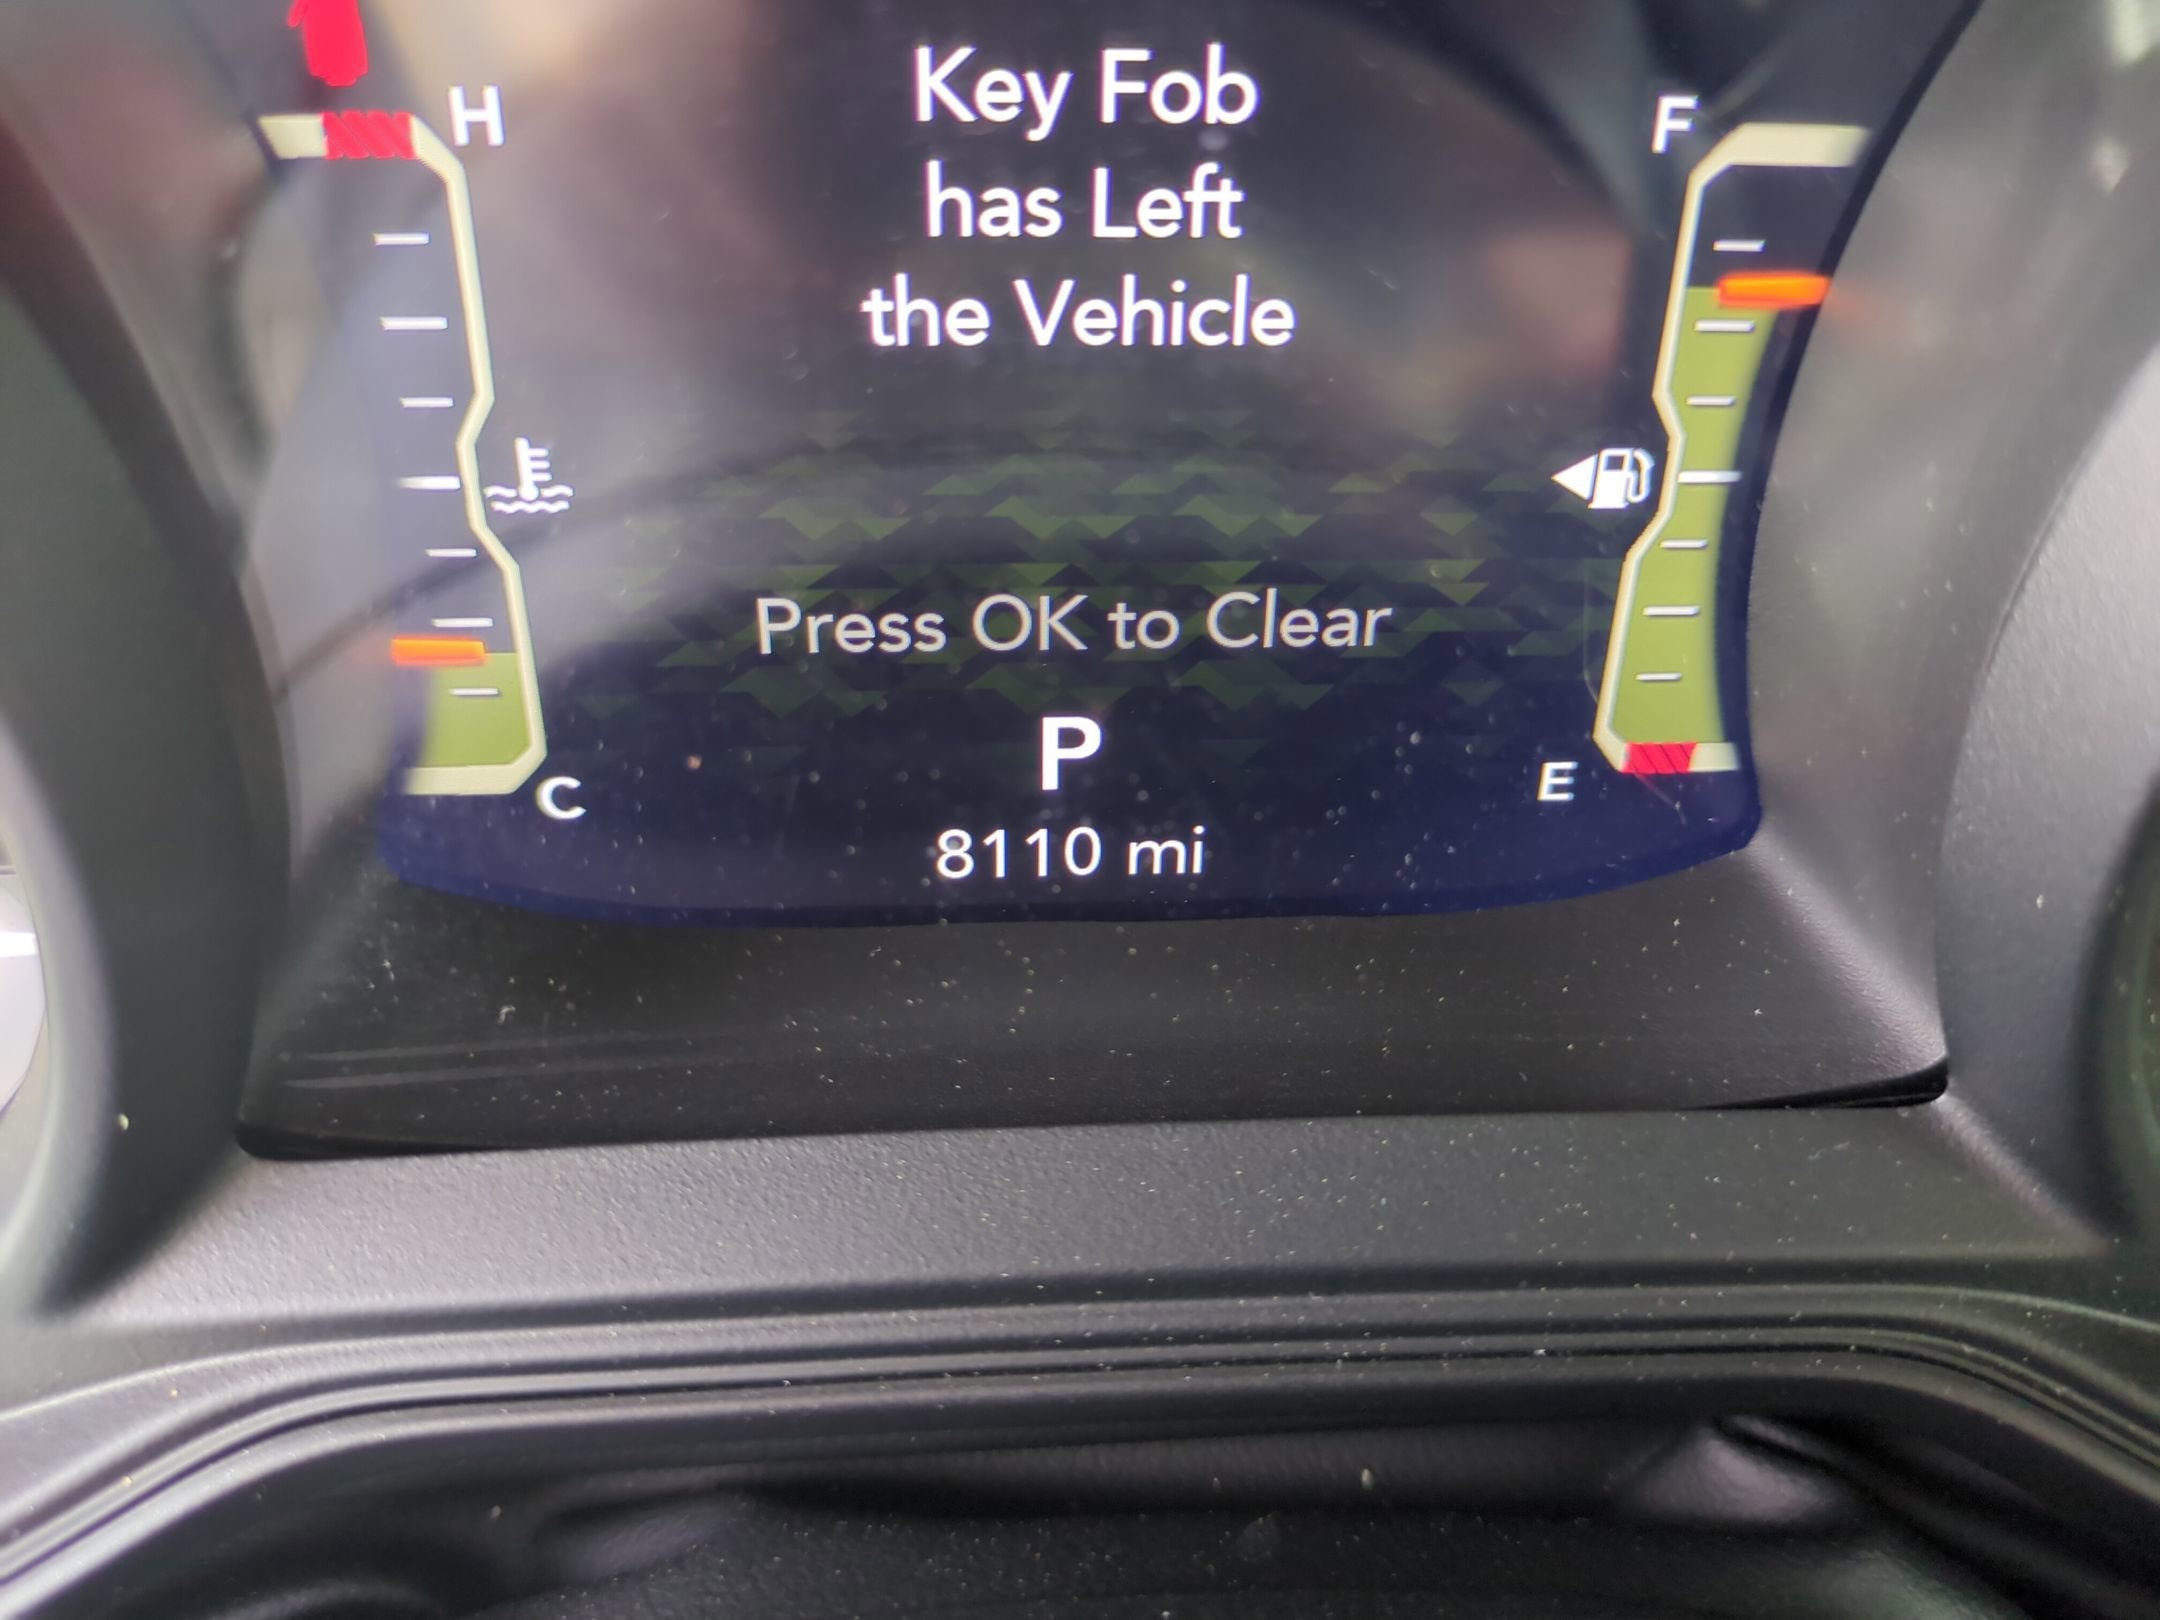 Key Fob
has Left
the Vehicle
H
F
Press OK to Clear
P
C
E
8110 mi